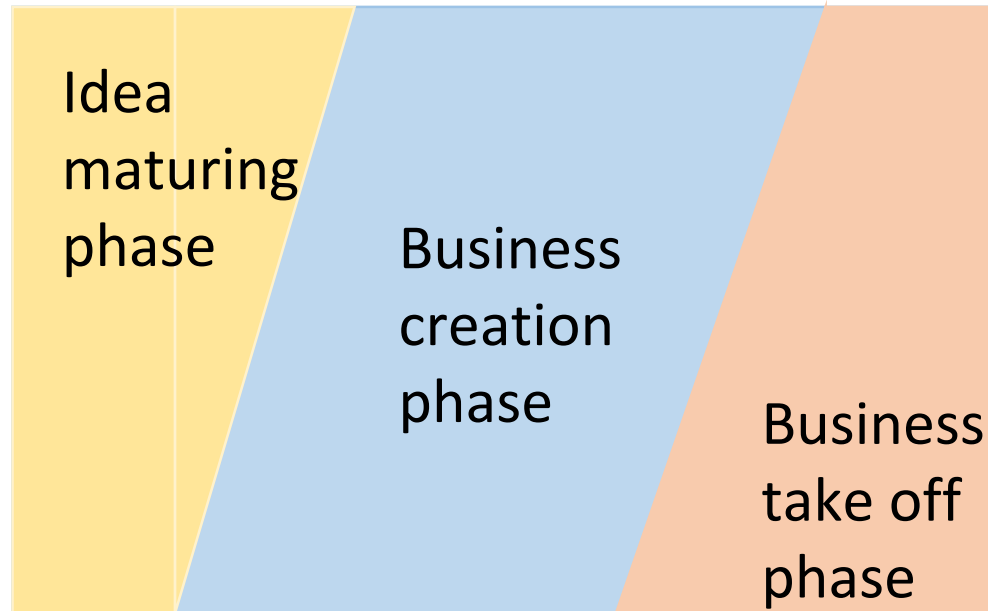 Idea
maturing
phase
Business
creation
phase
Business
take off
phase